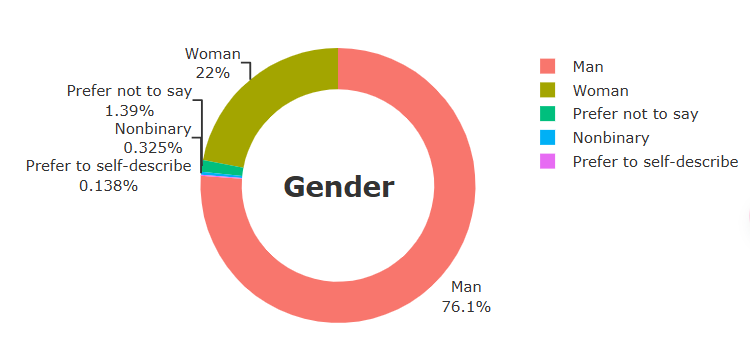 Woman
22%
Prefer not to say
1.39%
Nonbinary
0.325%
Prefer to self-describe
0.138%
Gender
Man
76.1%
Man
Woman
Prefer not to say
Nonbinary
Prefer to self-describe